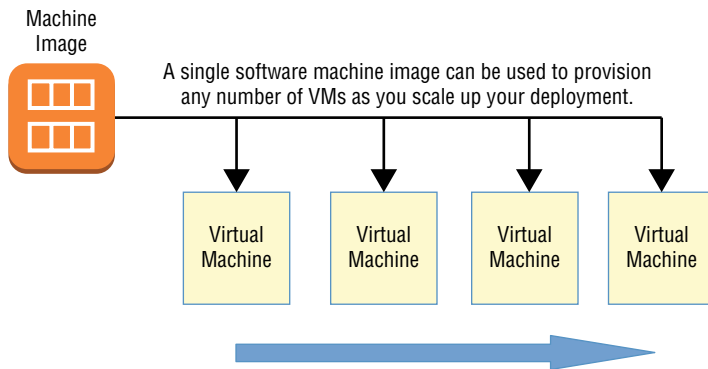 Machine
Image
A single software machine image can be used to provision
any number of VMs as you scale up your deployment.
Virtual
Machine
Virtual
Machine
Virtual
Machine
Virtual
Machine